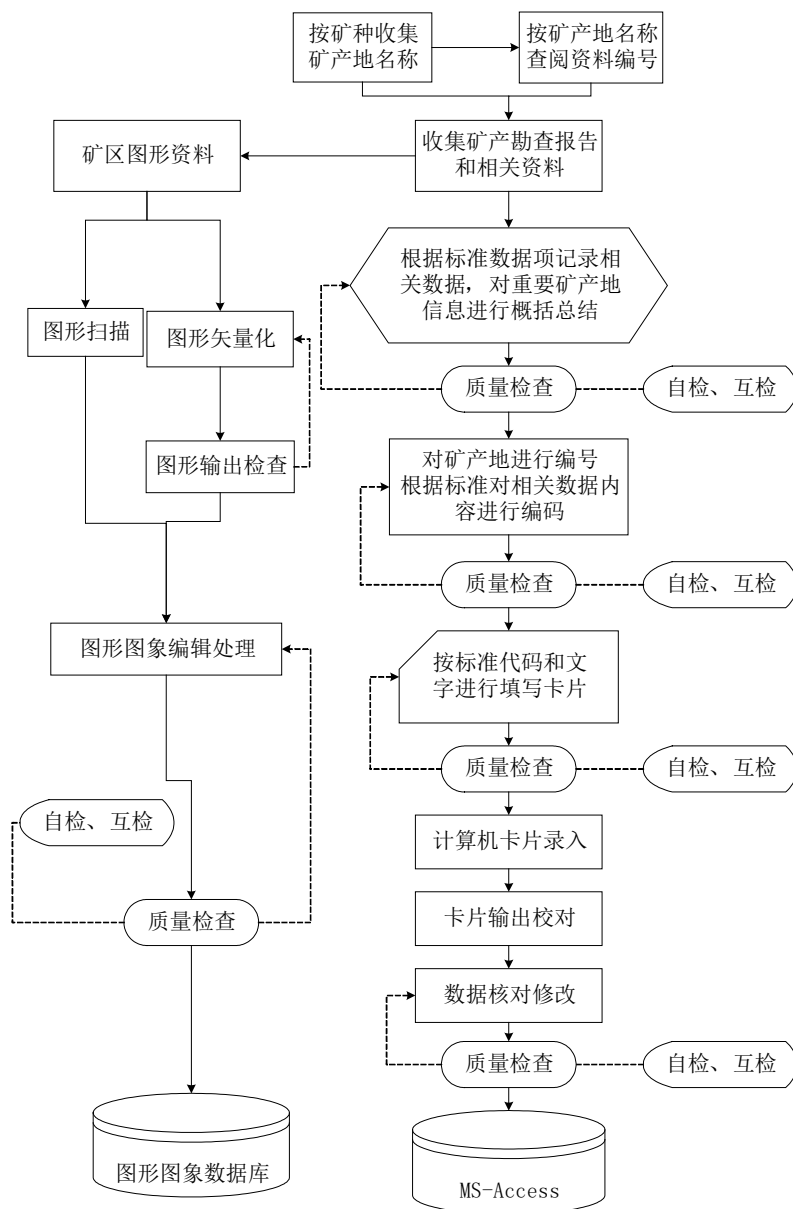 按矿种收集
矿产地名称
按矿产地名称
查阅资料编号
矿区图形资料
收集矿产勘查报告
和相关资料
根据标准数据项记录相
关数据，对重要矿产地
信息进行概括总结
图形扫描
图形矢量化
质量检查
自检、互检
图形输出检查
对矿产地进行编号
根据标准对相关数据内
容进行编码
质量检查
自检、互检
图形图象编辑处理
按标准代码和文
字进行填写卡片
质量检查
自检、互检
自检、互检
计算机卡片录入
质量检查
卡片输出校对
数据核对修改
质量检查
自检、互检
图形图象数据库
MS-Access